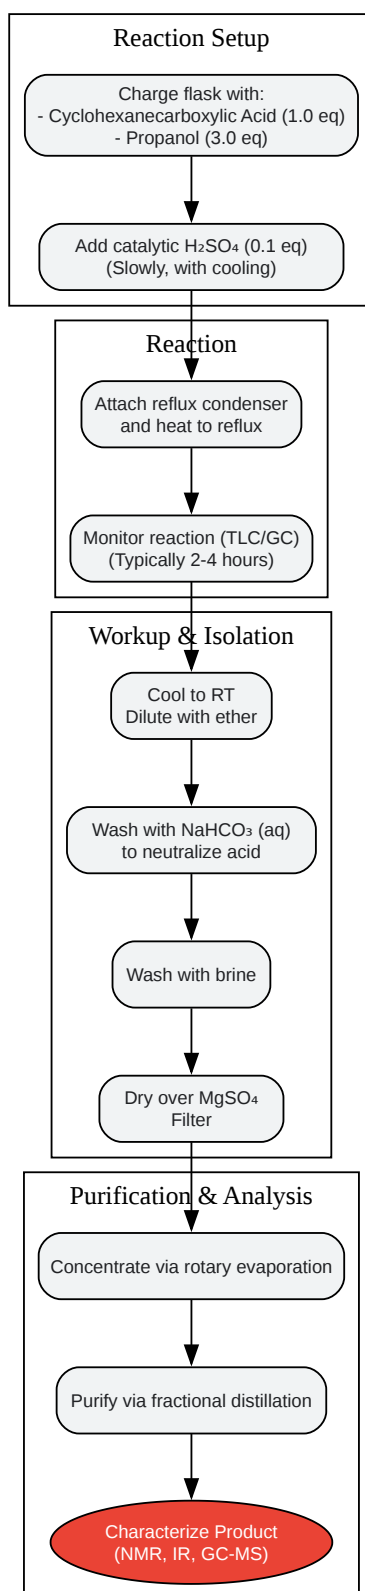 Reaction Setup
Charge flask with:
- Cyclohexanecarboxylic Acid (1.0 eq)
- Propanol (3.0 eq)
Add catalytic H₂SO₄ (0.1 eq)
(Slowly, with cooling)
Reaction
Attach reflux condenser
and heat to reflux
Monitor reaction (TLC/GC)
(Typically 2-4 hours)
Workup & Isolation
Cool to RT
Dilute with ether
Wash with NaHCO₃ (aq)
to neutralize acid
Wash with brine
Dry over MgSO₄
Filter
Purification & Analysis
Concentrate via rotary evaporation
Purify via fractional distillation
Characterize Product
(NMR, IR, GC-MS)